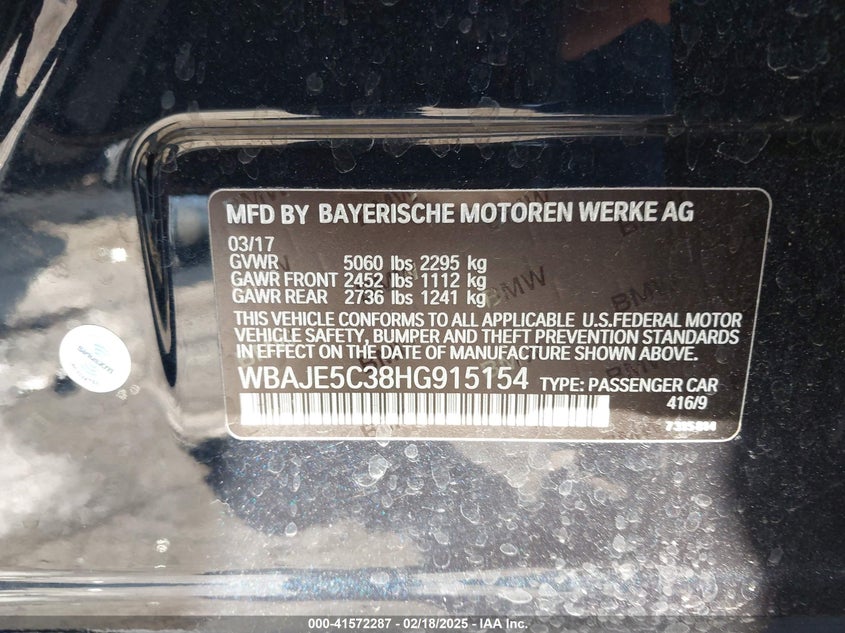 MFD BY BAYERISCHE MOTOREN WERKE AG
03/17
GVWR 5060 lbs 2295 kg
GAWR FRONT 2452 lbs 1112 kg
GAWR REAR 2736 lbs 1241 kg
THIS VEHICLE CONFORMS TO ALL APPLICABLE U.S.FEDERAL MOTOR
VEHICLE SAFETY, BUMPER AND THEFT PREVENTION STANDARDS
IN EFFECT ON THE DATE OF MANUFACTURE SHOWN ABOVE.
WBAJE5C38HG915154 TYPE: PASSENGER CAR
416/9
BMW
BMW
000-41572287 - 02/18/2025 - IAA Inc.